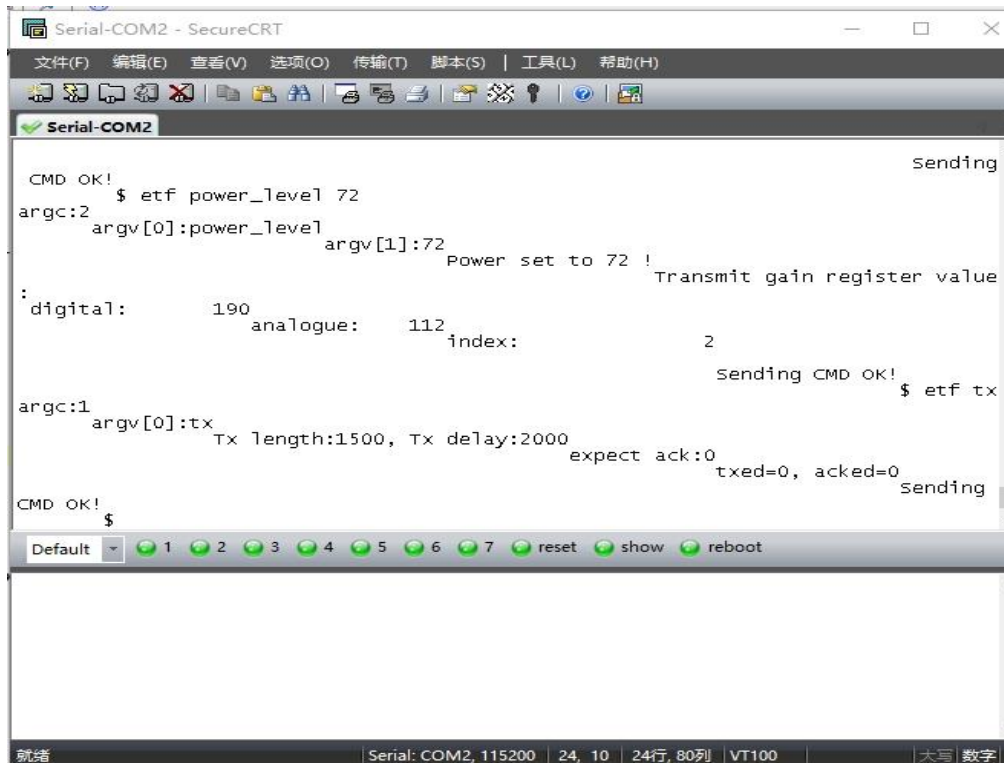 Serial-COM2 - SecureCRT
文件(F) 编辑(E) 查看(V) 选项(O) 传输(T) 脚本(S) | 工具(L) 帮助(H)
Serial-COM2
Sending
CMD OK!
$ etf power_level 72
argc:2
argv[0]:power_level
argv[1]:72
Power set to 72 !
Transmit gain register value
:
digital: 190
analogue: 112
index: 2
Sending CMD OK!
$ etf tx
argc:1
argv[0]:tx
Tx length:1500, Tx delay:2000
expect ack:0
txed=0, acked=0
Sending
CMD OK!
$
Default 1 2 3 4 5 6 7 reset show reboot
就绪 Serial: COM2, 115200 24, 10 24行, 80列 VT100 大写 数字